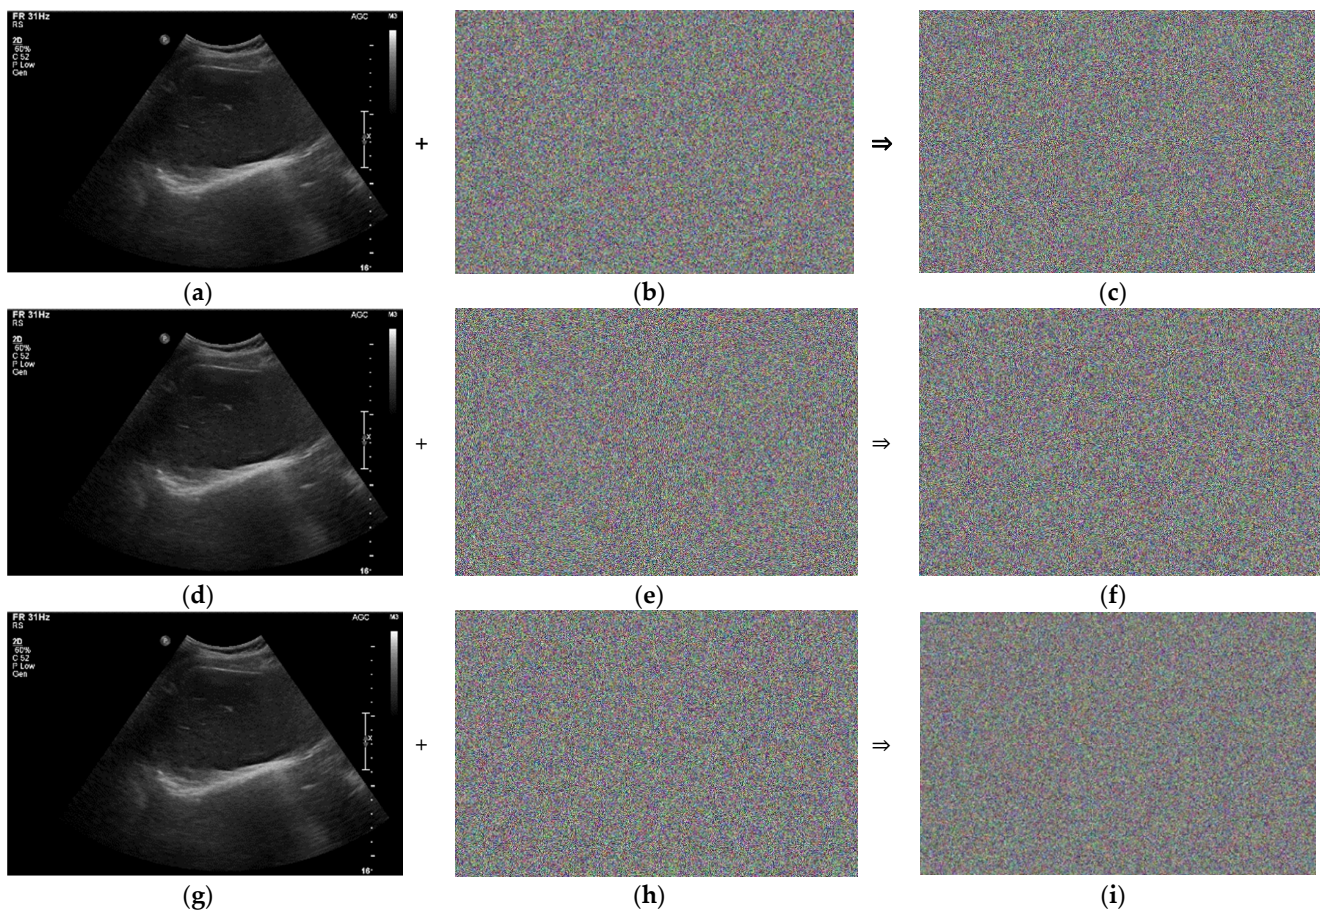 FR 31Hz AGC M3
RS
2D
60%
C 52
P Low
Gen
x
16
+
⇒
(a) (b) (c)
FR 31Hz AGC M3
RS
2D
60%
C 52
P Low
Gen
x
16
+
⇒
(d) (e) (f)
FR 31Hz AGC M3
RS
2D
60%
C 52
P Low
Gen
x
16
+
⇒
(g) (h) (i)